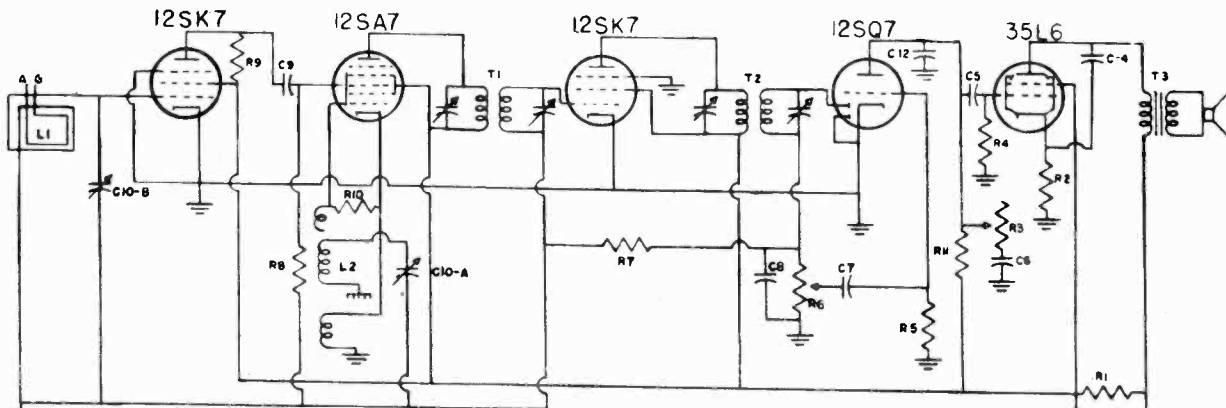 12SK7 12SA7 12SK7 12SQ7 35L6
R9 C9 T1 T2 C12 C5 C-4 T3
A G
L1
R4
C10-B R10 R2
R3
R8 L2 C10-A R7 C8 C7 R11 C6
R6
R5
R1